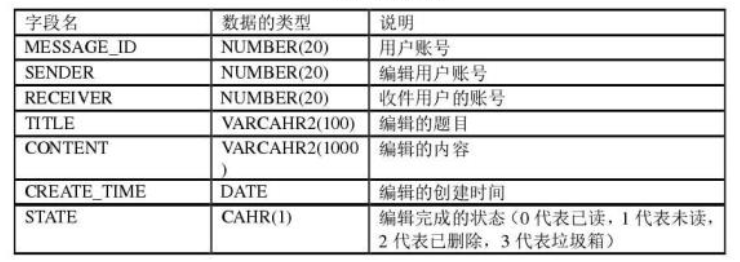 字段名 数据的类型 说明
MESSAGE_ID NUMBER(20) 用户账号
SENDER NUMBER(20) 编辑用户账号
RECEIVER NUMBER(20) 收件用户的账号
TITLE VARCAHR2(100) 编辑的题目
CONTENT VARCAHR2(1000 编辑的内容
)
CREATE_TIME DATE 编辑的创建时间
STATE CAHR(1) 编辑完成的状态（0 代表已读，1 代表未读，
2 代表已删除，3 代表垃圾箱）